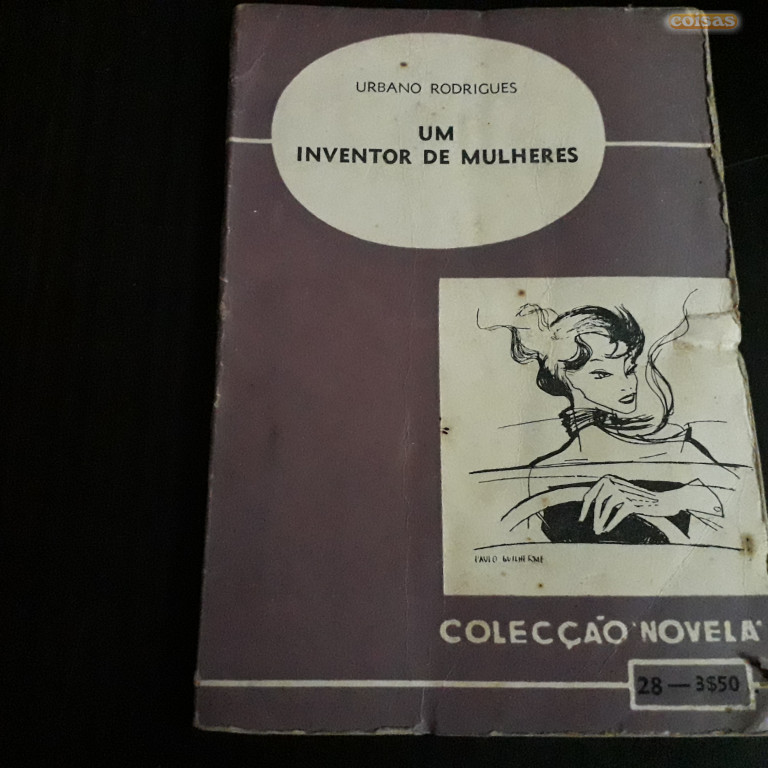 coisas
URBANO RODRIGUES
UM
INVENTOR DE MULHERES
PAULO GUILHERME
COLECÇÃO "NOVELA"
28 — 3$50